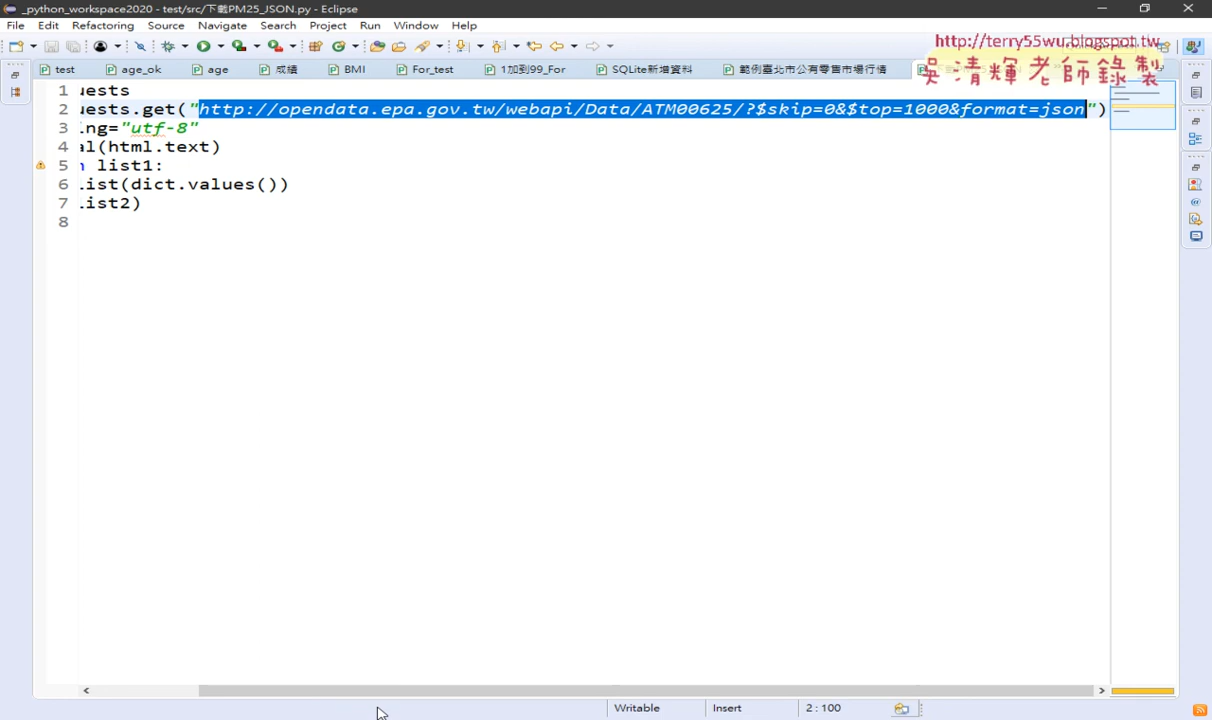 _python_workspace2020 - test/src/下載PM25_JSON.py - Eclipse
File Edit Refactoring Source Navigate Search Project Run Window Help
http://terry55wu.blogspot.tw
吳清輝老師錄製
test age_ok age 成績 BMI For_test 1加到99_For SQLite新增資料 範例臺北市公有零售市場行情
1 uests
2 uests.get("http://opendata.epa.gov.tw/webapi/Data/ATM00625/?$skip=0&$top=1000&format=json")
3 ing="utf-8"
4 al(html.text)
5 n list1:
6 list(dict.values())
7 list2)
8
Writable Insert 2 : 100